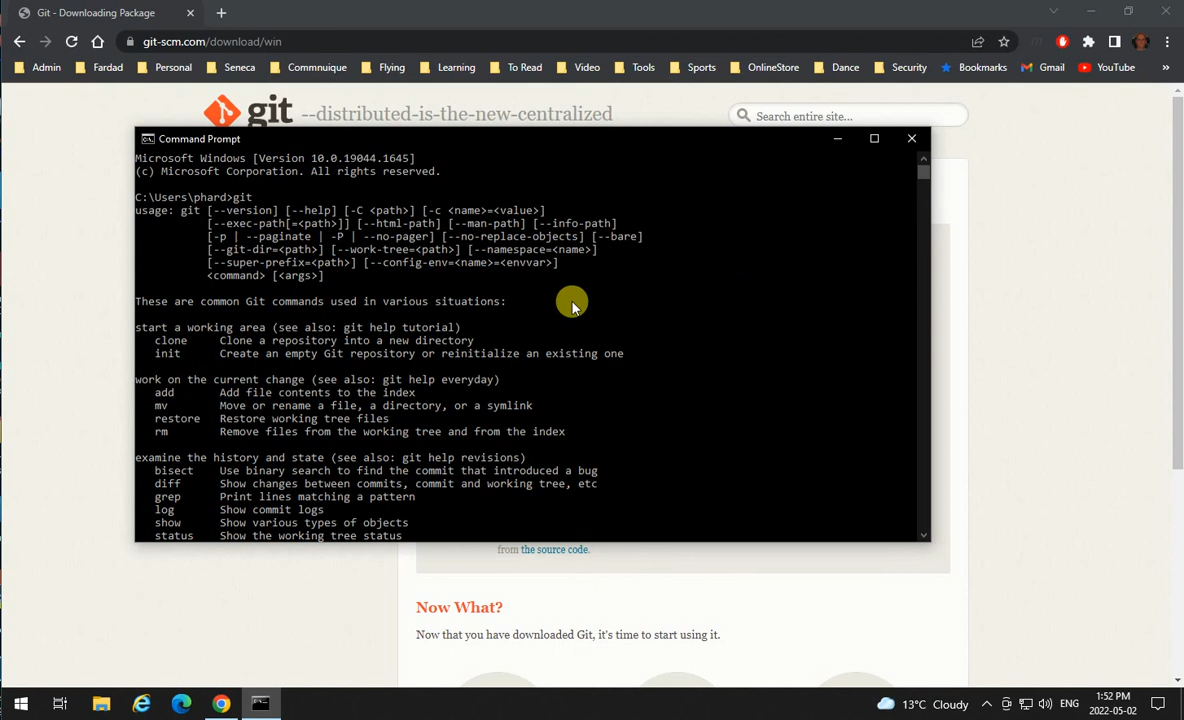 Git - Downloading Package
git-scm.com/download/win
Admin Fardad Personal Seneca Commnuique Flying Learning To Read Video Tools Sports OnlineStore Dance Security Bookmarks Gmail YouTube »
git --distributed-is-the-new-centralized
Search entire site...
Command Prompt
Microsoft Windows [Version 10.0.19044.1645]
(c) Microsoft Corporation. All rights reserved.
C:\Users\phard>git
usage: git [--version] [--help] [-C <path>] [-c <name>=<value>]
[--exec-path[=<path>]] [--html-path] [--man-path] [--info-path]
[-p | --paginate | -P | --no-pager] [--no-replace-objects] [--bare]
[--git-dir=<path>] [--work-tree=<path>] [--namespace=<name>]
[--super-prefix=<path>] [--config-env=<name>=<envvar>]
<command> [<args>]
These are common Git commands used in various situations:
start a working area (see also: git help tutorial)
clone Clone a repository into a new directory
init Create an empty Git repository or reinitialize an existing one
work on the current change (see also: git help everyday)
add Add file contents to the index
mv Move or rename a file, a directory, or a symlink
restore Restore working tree files
rm Remove files from the working tree and from the index
examine the history and state (see also: git help revisions)
bisect Use binary search to find the commit that introduced a bug
diff Show changes between commits, commit and working tree, etc
grep Print lines matching a pattern
log Show commit logs
show Show various types of objects
status Show the working tree status
from the source code.
Now What?
Now that you have downloaded Git, it's time to start using it.
13°C Cloudy ENG 1:52 PM
2022-05-02